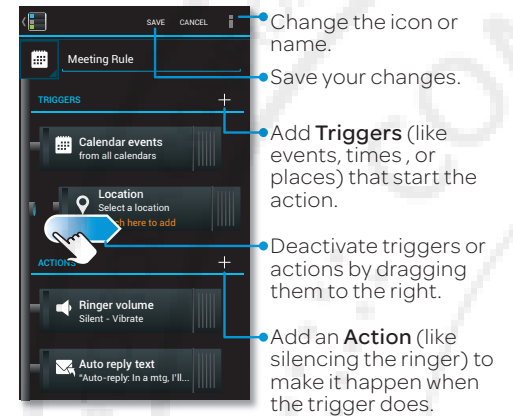 SAVE CANCEL
Meeting Rule
TRIGGERS
Calendar events
from all calendars
Location
Select a location
h here to add
ACTIONS
Ringer volume
Silent - Vibrate
Auto reply text
"Auto-reply: In a mtg, I'll...
Change the icon or
name.
Save your changes.
Add Triggers (like
events, times , or
places) that start the
action.
Deactivate triggers or
actions by dragging
them to the right.
Add an Action (like
silencing the ringer) to
make it happen when
the trigger does.